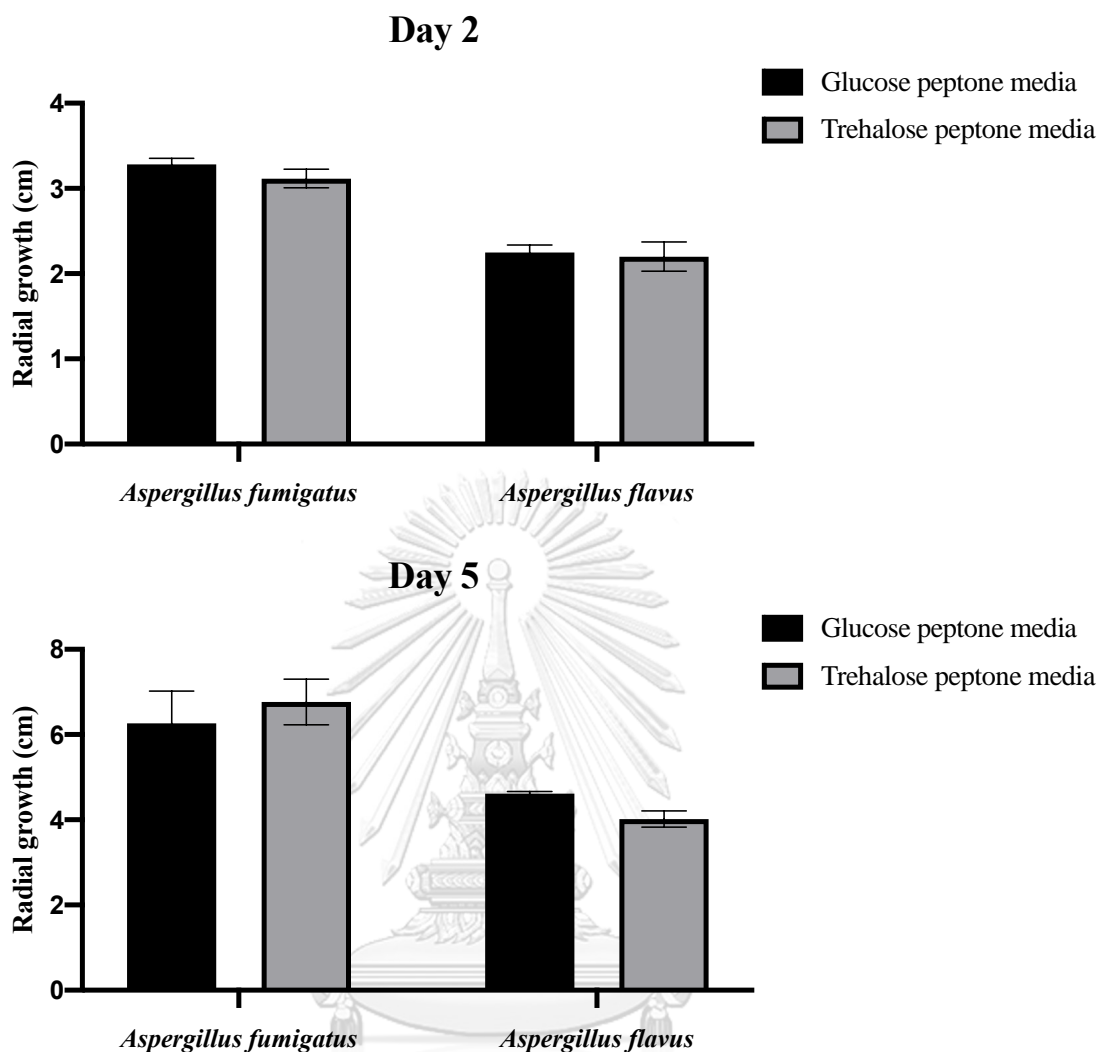 Day 2
Glucose peptone media
Trehalose peptone media
Radial growth (cm)
4
3
2
1
0
Aspergillus fumigatus
Aspergillus flavus
Day 5
Glucose peptone media
Trehalose peptone media
Radial growth (cm)
8
6
4
2
0
Aspergillus fumigatus
Aspergillus flavus